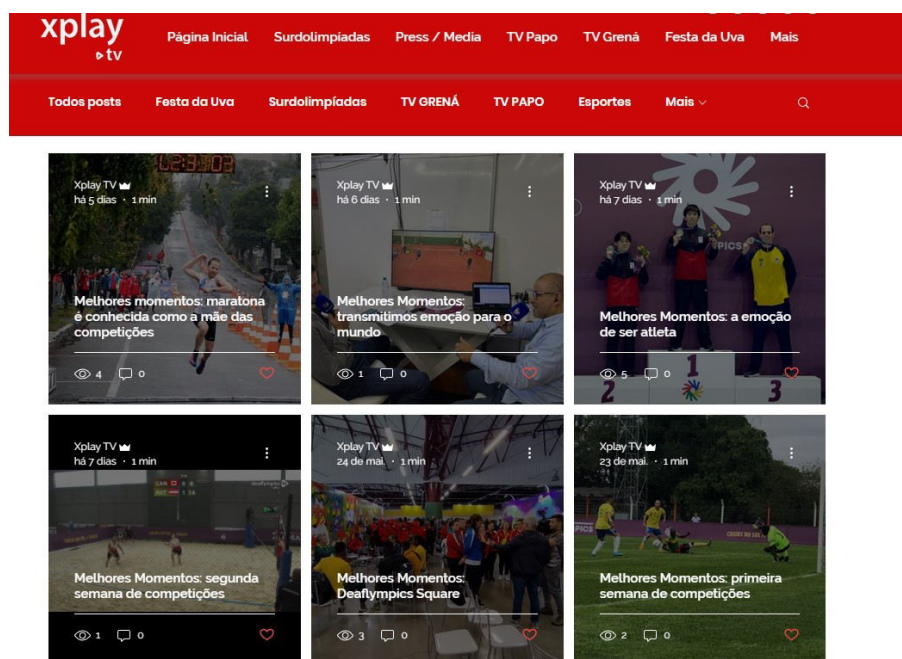 xplay
tv
Página Inicial Surdolimpíadas Press / Media TV Papo TV Grená Festa da Uva Mais
Todos posts Festa da Uva Surdolimpíadas TV GRENÁ TV PAPO Esportes Mais
Xplay TV
há 5 dias · 1 min
Melhores momentos: maratona
é conhecida como a mãe das
competições
4 0
Xplay TV
há 6 dias · 1 min
Melhores Momentos:
transmitimos emoção para o
mundo
1 0
Xplay TV
há 7 dias · 1 min
PICS
Melhores Momentos: a emoção
de ser atleta
5 0
2 1 3
Xplay TV
há 7 dias · 1 min
Melhores Momentos: segunda
semana de competições
1 0
Xplay TV
24 de mai. · 1 min
Melhores Momentos:
Deaflympics Square
3 0
Xplay TV
23 de mai. · 1 min
PICS
Melhores Momentos: primeira
semana de competições
2 0